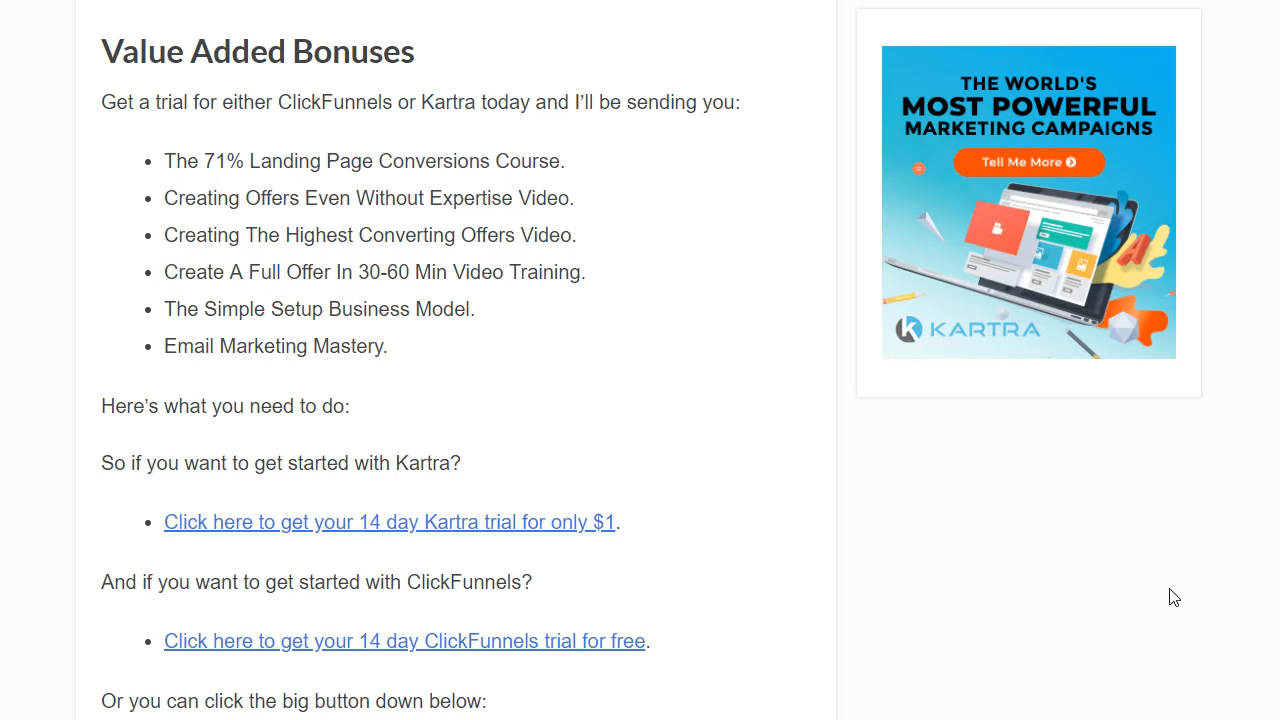 Value Added Bonuses
Get a trial for either ClickFunnels or Kartra today and I’ll be sending you:
• The 71% Landing Page Conversions Course.
• Creating Offers Even Without Expertise Video.
• Creating The Highest Converting Offers Video.
• Create A Full Offer In 30-60 Min Video Training.
• The Simple Setup Business Model.
• Email Marketing Mastery.
Here’s what you need to do:
So if you want to get started with Kartra?
• Click here to get your 14 day Kartra trial for only $1.
And if you want to get started with ClickFunnels?
• Click here to get your 14 day ClickFunnels trial for free.
Or you can click the big button down below:
THE WORLD'S
MOST POWERFUL
MARKETING CAMPAIGNS
Tell Me More
KARTRA